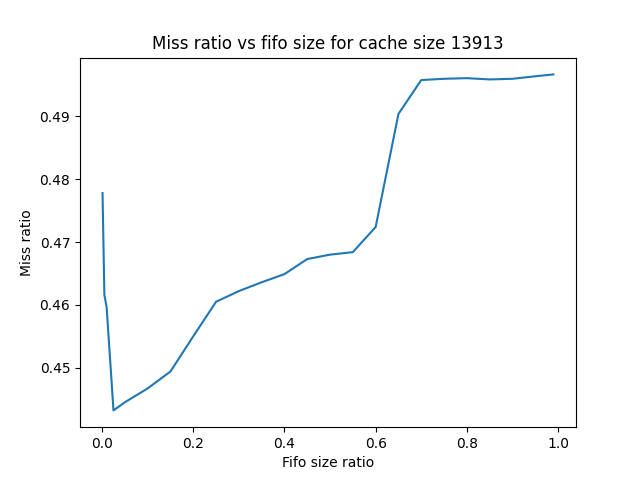 Miss ratio vs fifo size for cache size 13913
0.49
0.48
0.47
0.46
0.45
Miss ratio
0.0 0.2 0.4 0.6 0.8 1.0
Fifo size ratio